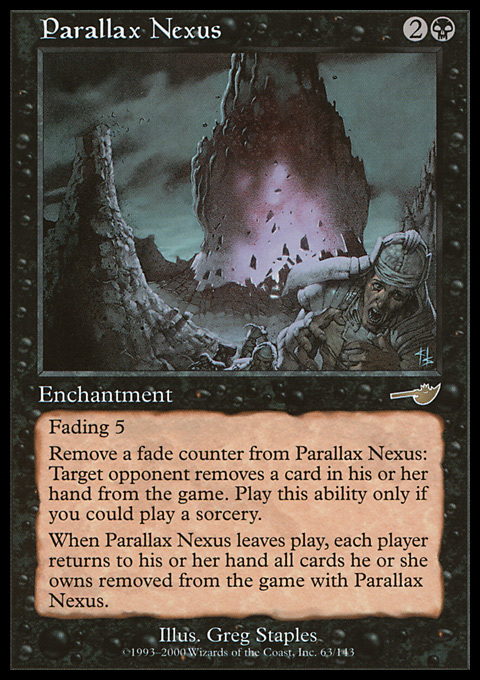 Parallax Nexus 2
Enchantment
Fading 5
Remove a fade counter from Parallax Nexus:
Target opponent removes a card in his or her
hand from the game. Play this ability only if
you could play a sorcery.
When Parallax Nexus leaves play, each player
returns to his or her hand all cards he or she
owns removed from the game with Parallax
Nexus.
Illus. Greg Staples
©1993–2000 Wizards of the Coast, Inc. 63/143